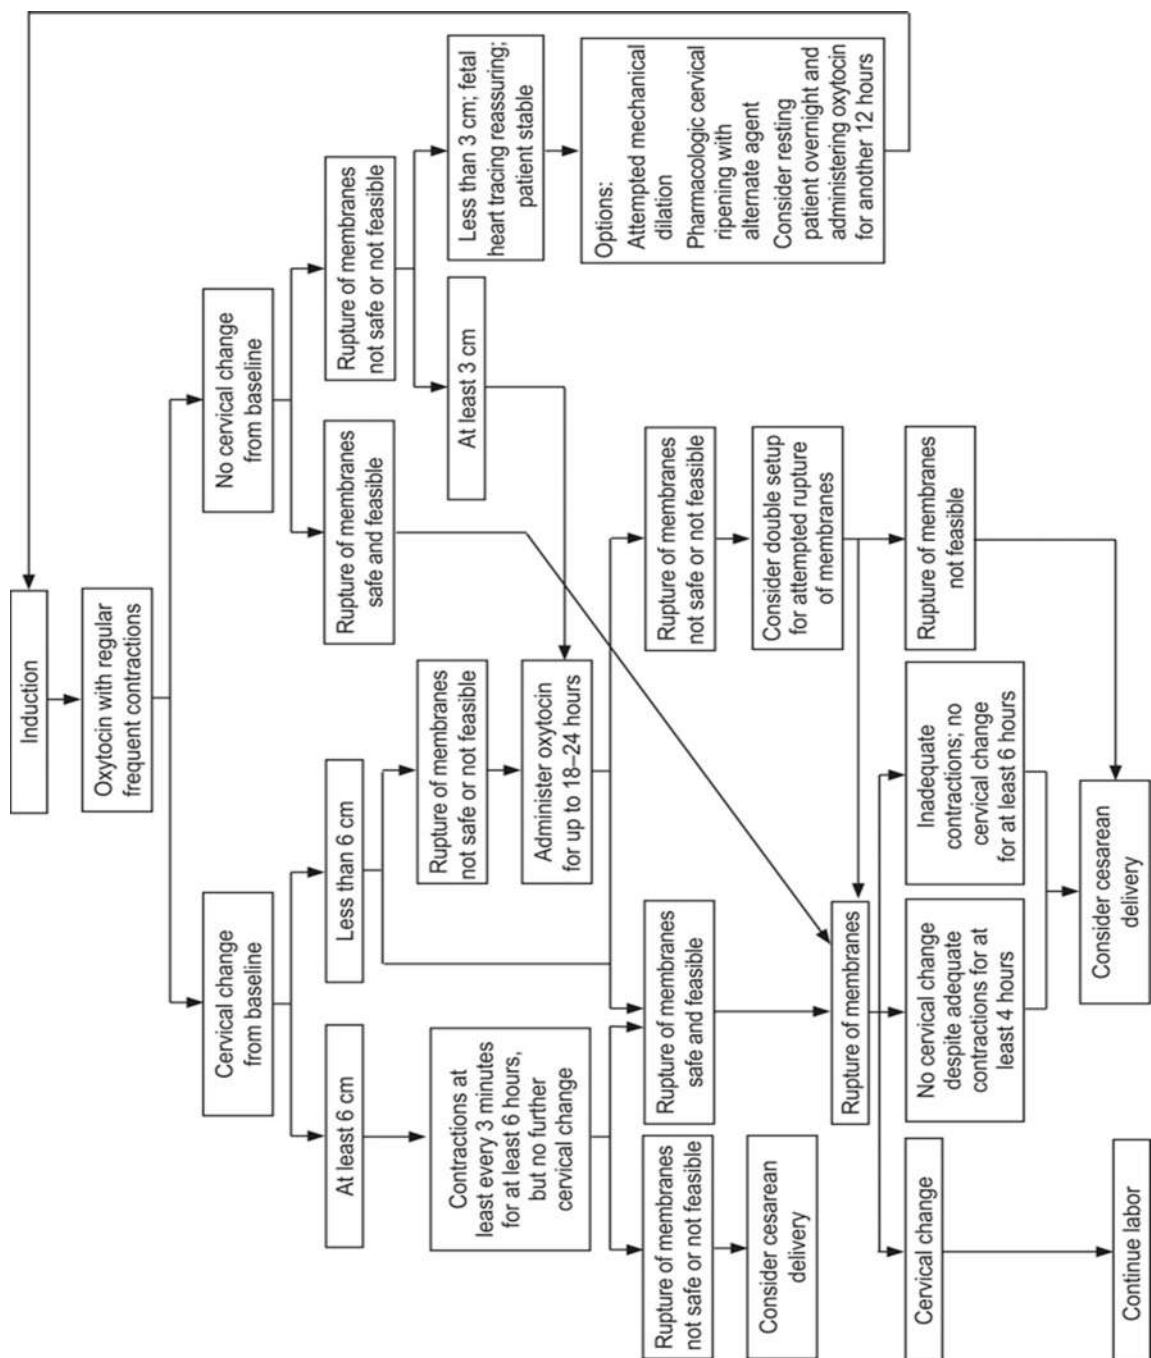 Induction
Oxytocin with regular
frequent contractions
Cervical change
from baseline
No cervical change
from baseline
At least 6 cm
Less than 6 cm
Rupture of membranes
safe and feasible
Rupture of membranes
not safe or not feasible
Contractions at
least every 3 minutes
for at least 6 hours,
but no further
cervical change
Rupture of membranes
not safe or not feasible
At least 3 cm
Less than 3 cm; fetal
heart tracing reassuring;
patient stable
Administer oxytocin
for up to 18–24 hours
Options:
Attempted mechanical
dilation
Pharmacologic cervical
ripening with
alternate agent
Consider resting
patient overnight and
administering oxytocin
for another 12 hours
Rupture of membranes
not safe or not feasible
Rupture of membranes
safe and feasible
Rupture of membranes
not safe or not feasible
Consider cesarean
delivery
Consider double setup
for attempted rupture
of membranes
Rupture of membranes
Cervical change
No cervical change
despite adequate
contractions for at
least 4 hours
Inadequate
contractions; no
cervical change
for at least 6 hours
Rupture of membranes
not feasible
Continue labor
Consider cesarean
delivery